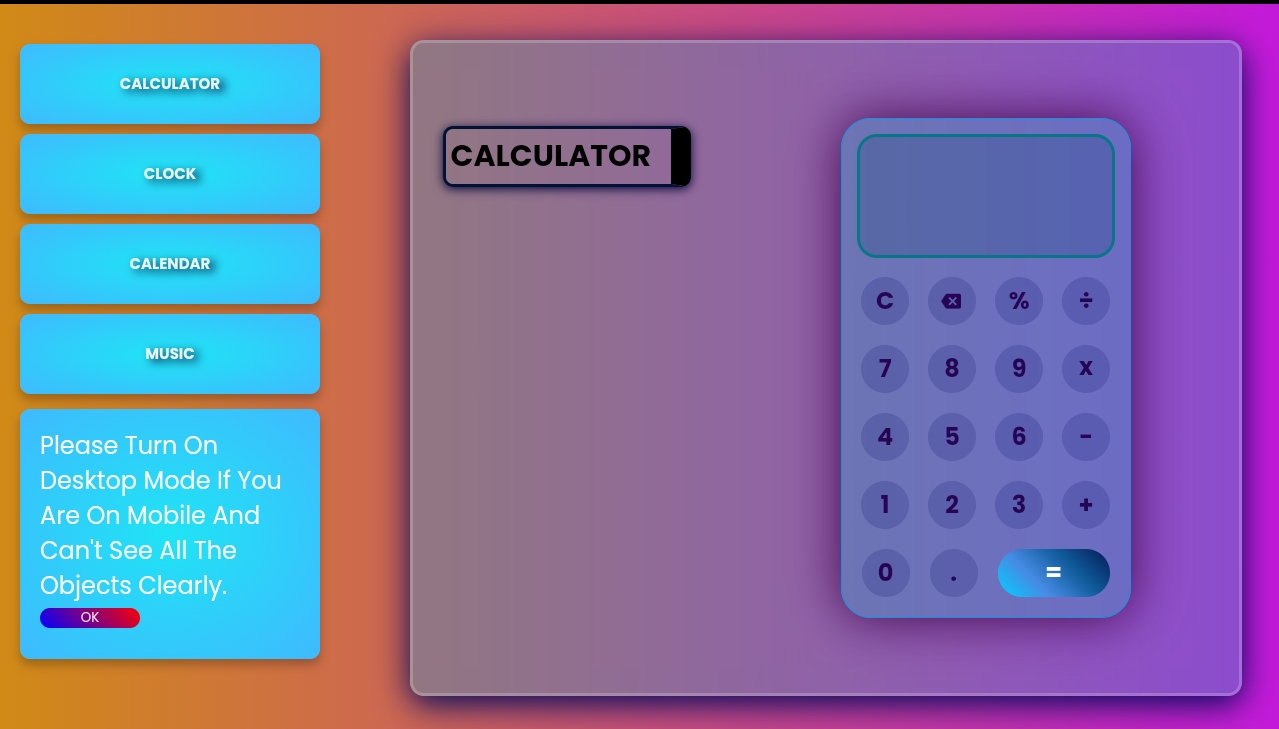 CALCULATOR
CLOCK
CALENDAR
MUSIC
Please Turn On
Desktop Mode If You
Are On Mobile And
Can't See All The
Objects Clearly.
OK
CALCULATOR
C % ÷
7 8 9 x
4 5 6 -
1 2 3 +
0 . =